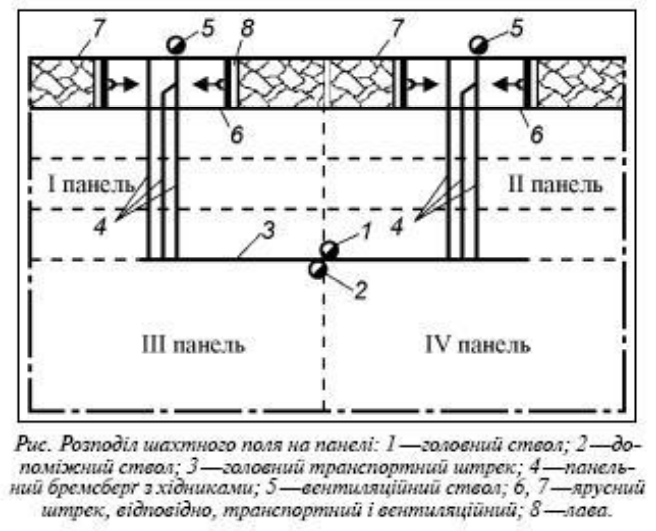 7 5 8 7 5
6 6
I панель II панель
4 3 1 4
2
III панель IV панель
Рис. Розподіл шахтного поля на панелі: 1—головний ствол; 2—до-
поміжний ствол; 3—головний транспортний штрек; 4—панель-
ний бремсберґ з хідниками; 5—вентиляційний ствол; 6, 7—ярусний
штрек, відповідно, транспортний і вентиляційний; 8—лава.